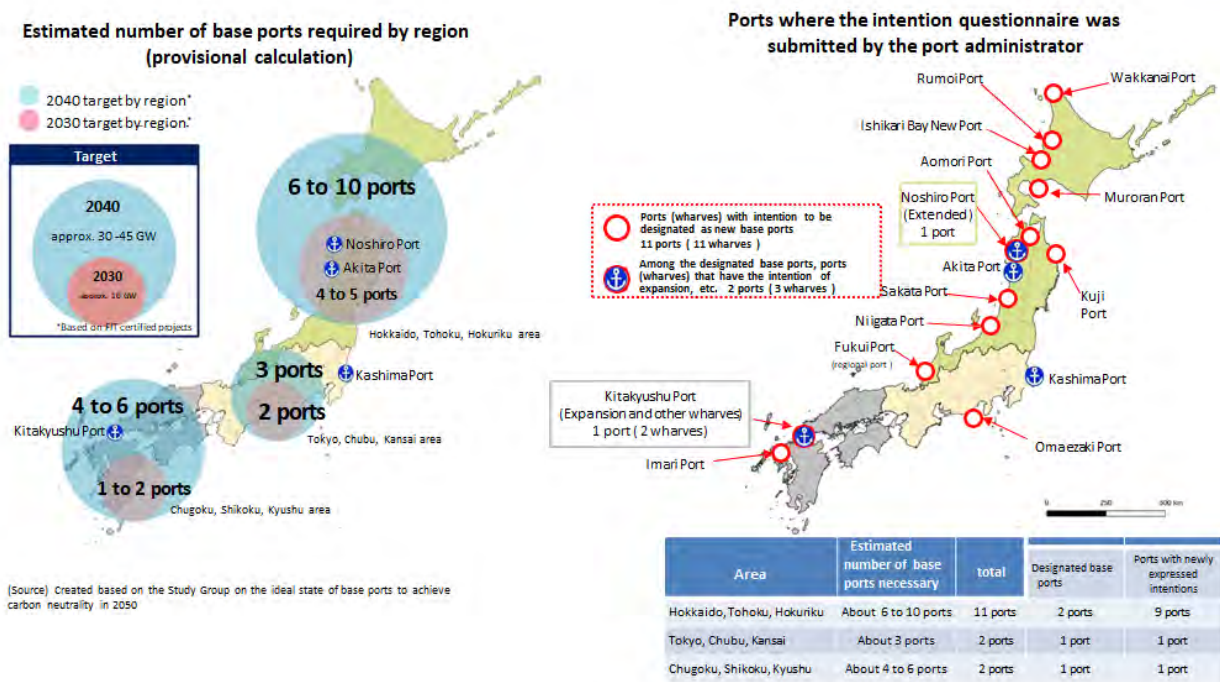 Estimated number of base ports required by region
(provisional calculation)
2040 target by region*
2030 target by region.*
Target
2040
approx. 30 -45 GW
2030
approx. 10 GW
*Based on FIT certified projects
6 to 10 ports
Noshiro Port
Akita Port
4 to 5 ports
Hokkaido, Tohoku, Hokuriku area
3 ports
Kashima Port
2 ports
Tokyo, Chubu, Kansai area
4 to 6 ports
Kitakyushu Port
1 to 2 ports
Chugoku, Shikoku, Kyushu area
(Source) Created based on the Study Group on the ideal state of base ports to achieve
carbon neutrality in 2050
Ports where the intention questionnaire was
submitted by the port administrator
Rumoi Port
Wakkanai Port
Ishikari Bay New Port
Aomori Port
Muroran Port
Noshiro Port
(Extended)
1 port
Ports (wharves) with intention to be
designated as new base ports
11 ports ( 11 wharves )
Among the designated base ports, ports
(wharves) that have the intention of
expansion, etc. 2 ports ( 3 wharves )
Akita Port
Sakata Port
Kuji
Port
Niigata Port
Fukui Port
(regional port )
Kashima Port
Kitakyushu Port
(Expansion and other wharves)
1 port ( 2 wharves)
Omaezaki Port
Imari Port
0 250 500 km
Area Estimated number of base ports necessary total Designated base ports Ports with newly expressed intentions
Hokkaido, Tohoku, Hokuriku About 6 to 10 ports 11 ports 2 ports 9 ports
Tokyo, Chubu, Kansai About 3 ports 2 ports 1 port 1 port
Chugoku, Shikoku, Kyushu About 4 to 6 ports 2 ports 1 port 1 port